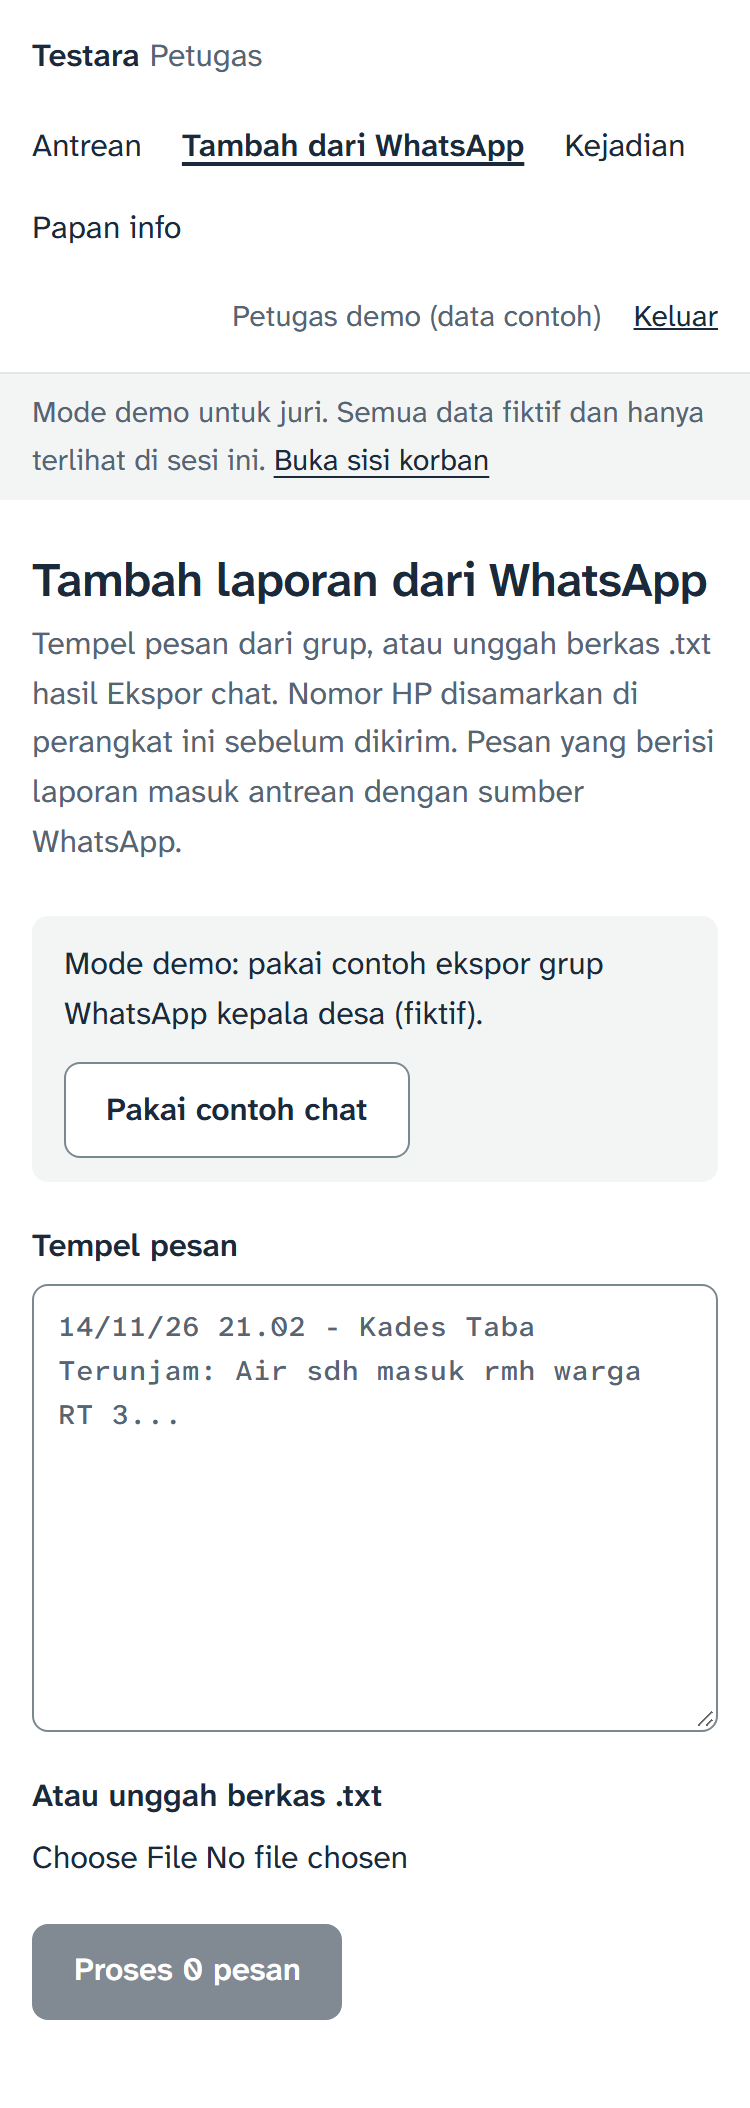 Testara Petugas
Antrean Tambah dari WhatsApp Kejadian
Papan info
Petugas demo (data contoh) Keluar
Mode demo untuk juri. Semua data fiktif dan hanya
terlihat di sesi ini. Buka sisi korban
Tambah laporan dari WhatsApp
Tempel pesan dari grup, atau unggah berkas .txt
hasil Ekspor chat. Nomor HP disamarkan di
perangkat ini sebelum dikirim. Pesan yang berisi
laporan masuk antrean dengan sumber
WhatsApp.
Mode demo: pakai contoh ekspor grup
WhatsApp kepala desa (fiktif).
Pakai contoh chat
Tempel pesan
14/11/26 21.02 - Kades Taba
Terunjam: Air sdh masuk rmh warga
RT 3...
Atau unggah berkas .txt
Choose File No file chosen
Proses 0 pesan